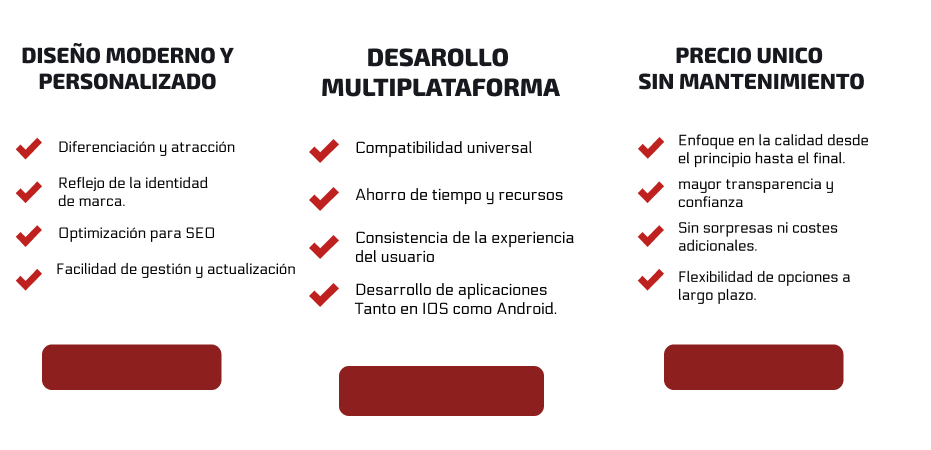 DISEÑO MODERNO Y
PERSONALIZADO
Diferenciación y atracción
Reflejo de la identidad
de marca.
Optimización para SEO
Facilidad de gestión y actualización
DESAROLLO
MULTIPLATAFORMA
Compatibilidad universal
Ahorro de tiempo y recursos
Consistencia de la experiencia
del usuario
Desarrollo de aplicaciones
Tanto en IOS como Android.
PRECIO UNICO
SIN MANTENIMIENTO
Enfoque en la calidad desde
el principio hasta el final.
mayor transparencia y
confianza
Sin sorpresas ni costes
adicionales.
Flexibilidad de opciones a
largo plazo.